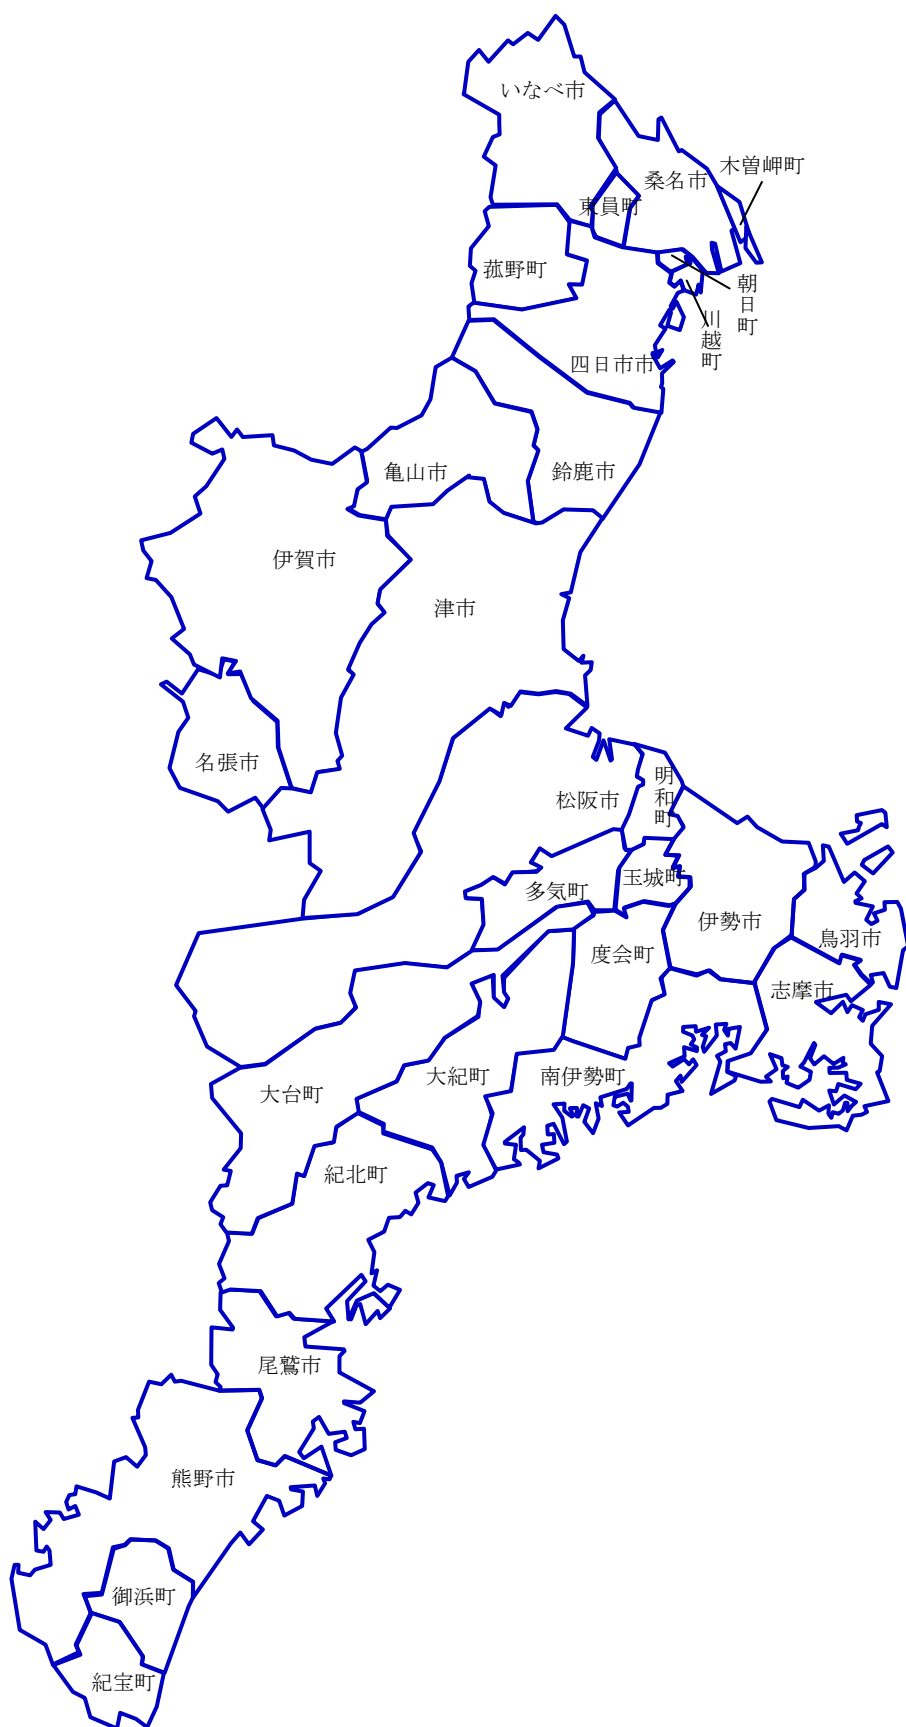 いなべ市
木曽岬町
桑名市
東員町
菰野町
朝日町
川越町
四日市市
亀山市
鈴鹿市
伊賀市
津市
名張市
明和町
松阪市
玉城町
多気町
伊勢市
鳥羽市
度会町
志摩市
大紀町
南伊勢町
大台町
紀北町
尾鷲市
熊野市
御浜町
紀宝町